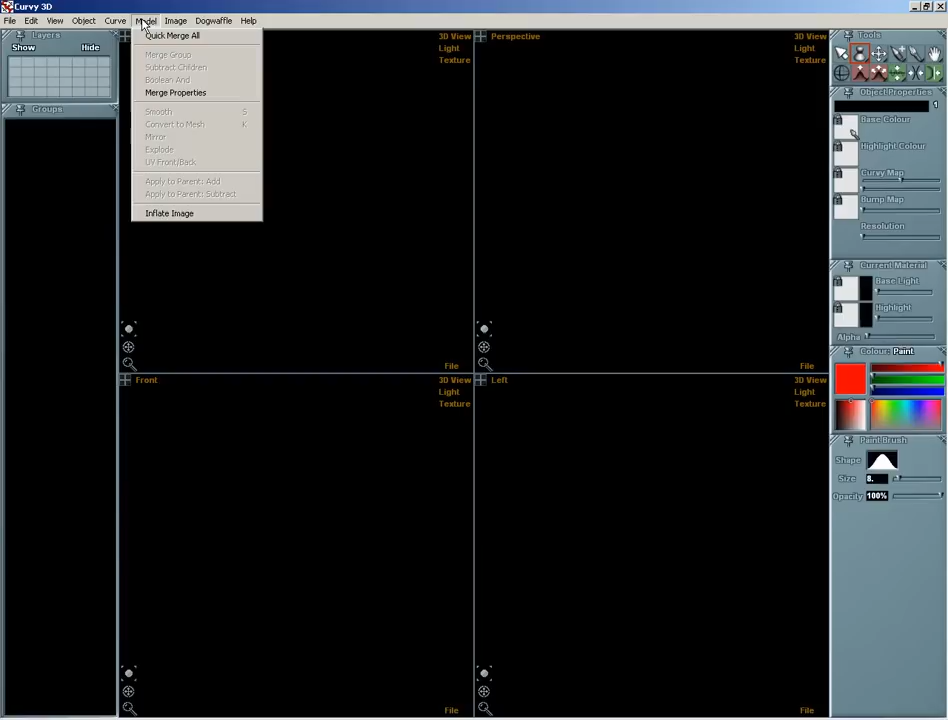 Curvy 3D
File Edit View Object Curve Model Image Dogwaffle Help
Quick Merge All
Merge Group
Subtract Children
Boolean And
Merge Properties
Smooth S
Convert to Mesh K
Mirror
Explode
UV Front/Back
Apply to Parent: Add
Apply to Parent: Subtract
Inflate Image
Layers
Show Hide
Groups
3D View
Light
Texture
File
Perspective
3D View
Light
Texture
File
Front
3D View
Light
Texture
File
Left
3D View
Light
Texture
File
Tools
Object Properties
1
Base Colour
Highlight Colour
Curvy Map
Bump Map
Resolution
Current Material
Base Light
Highlight
Alpha
Colour: Paint
Paint Brush
Shape
Size 8.
Opacity 100%